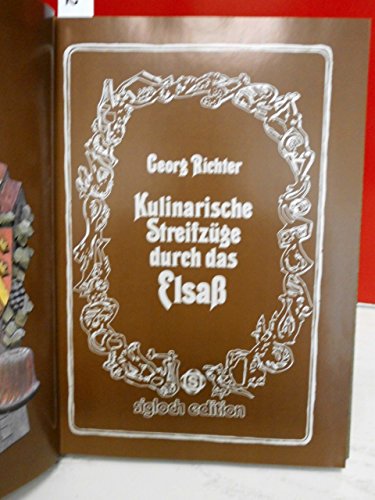 Georg Richter
Kulinarische
Streifzüge
durch das
Elsaß
S
sigloch edition